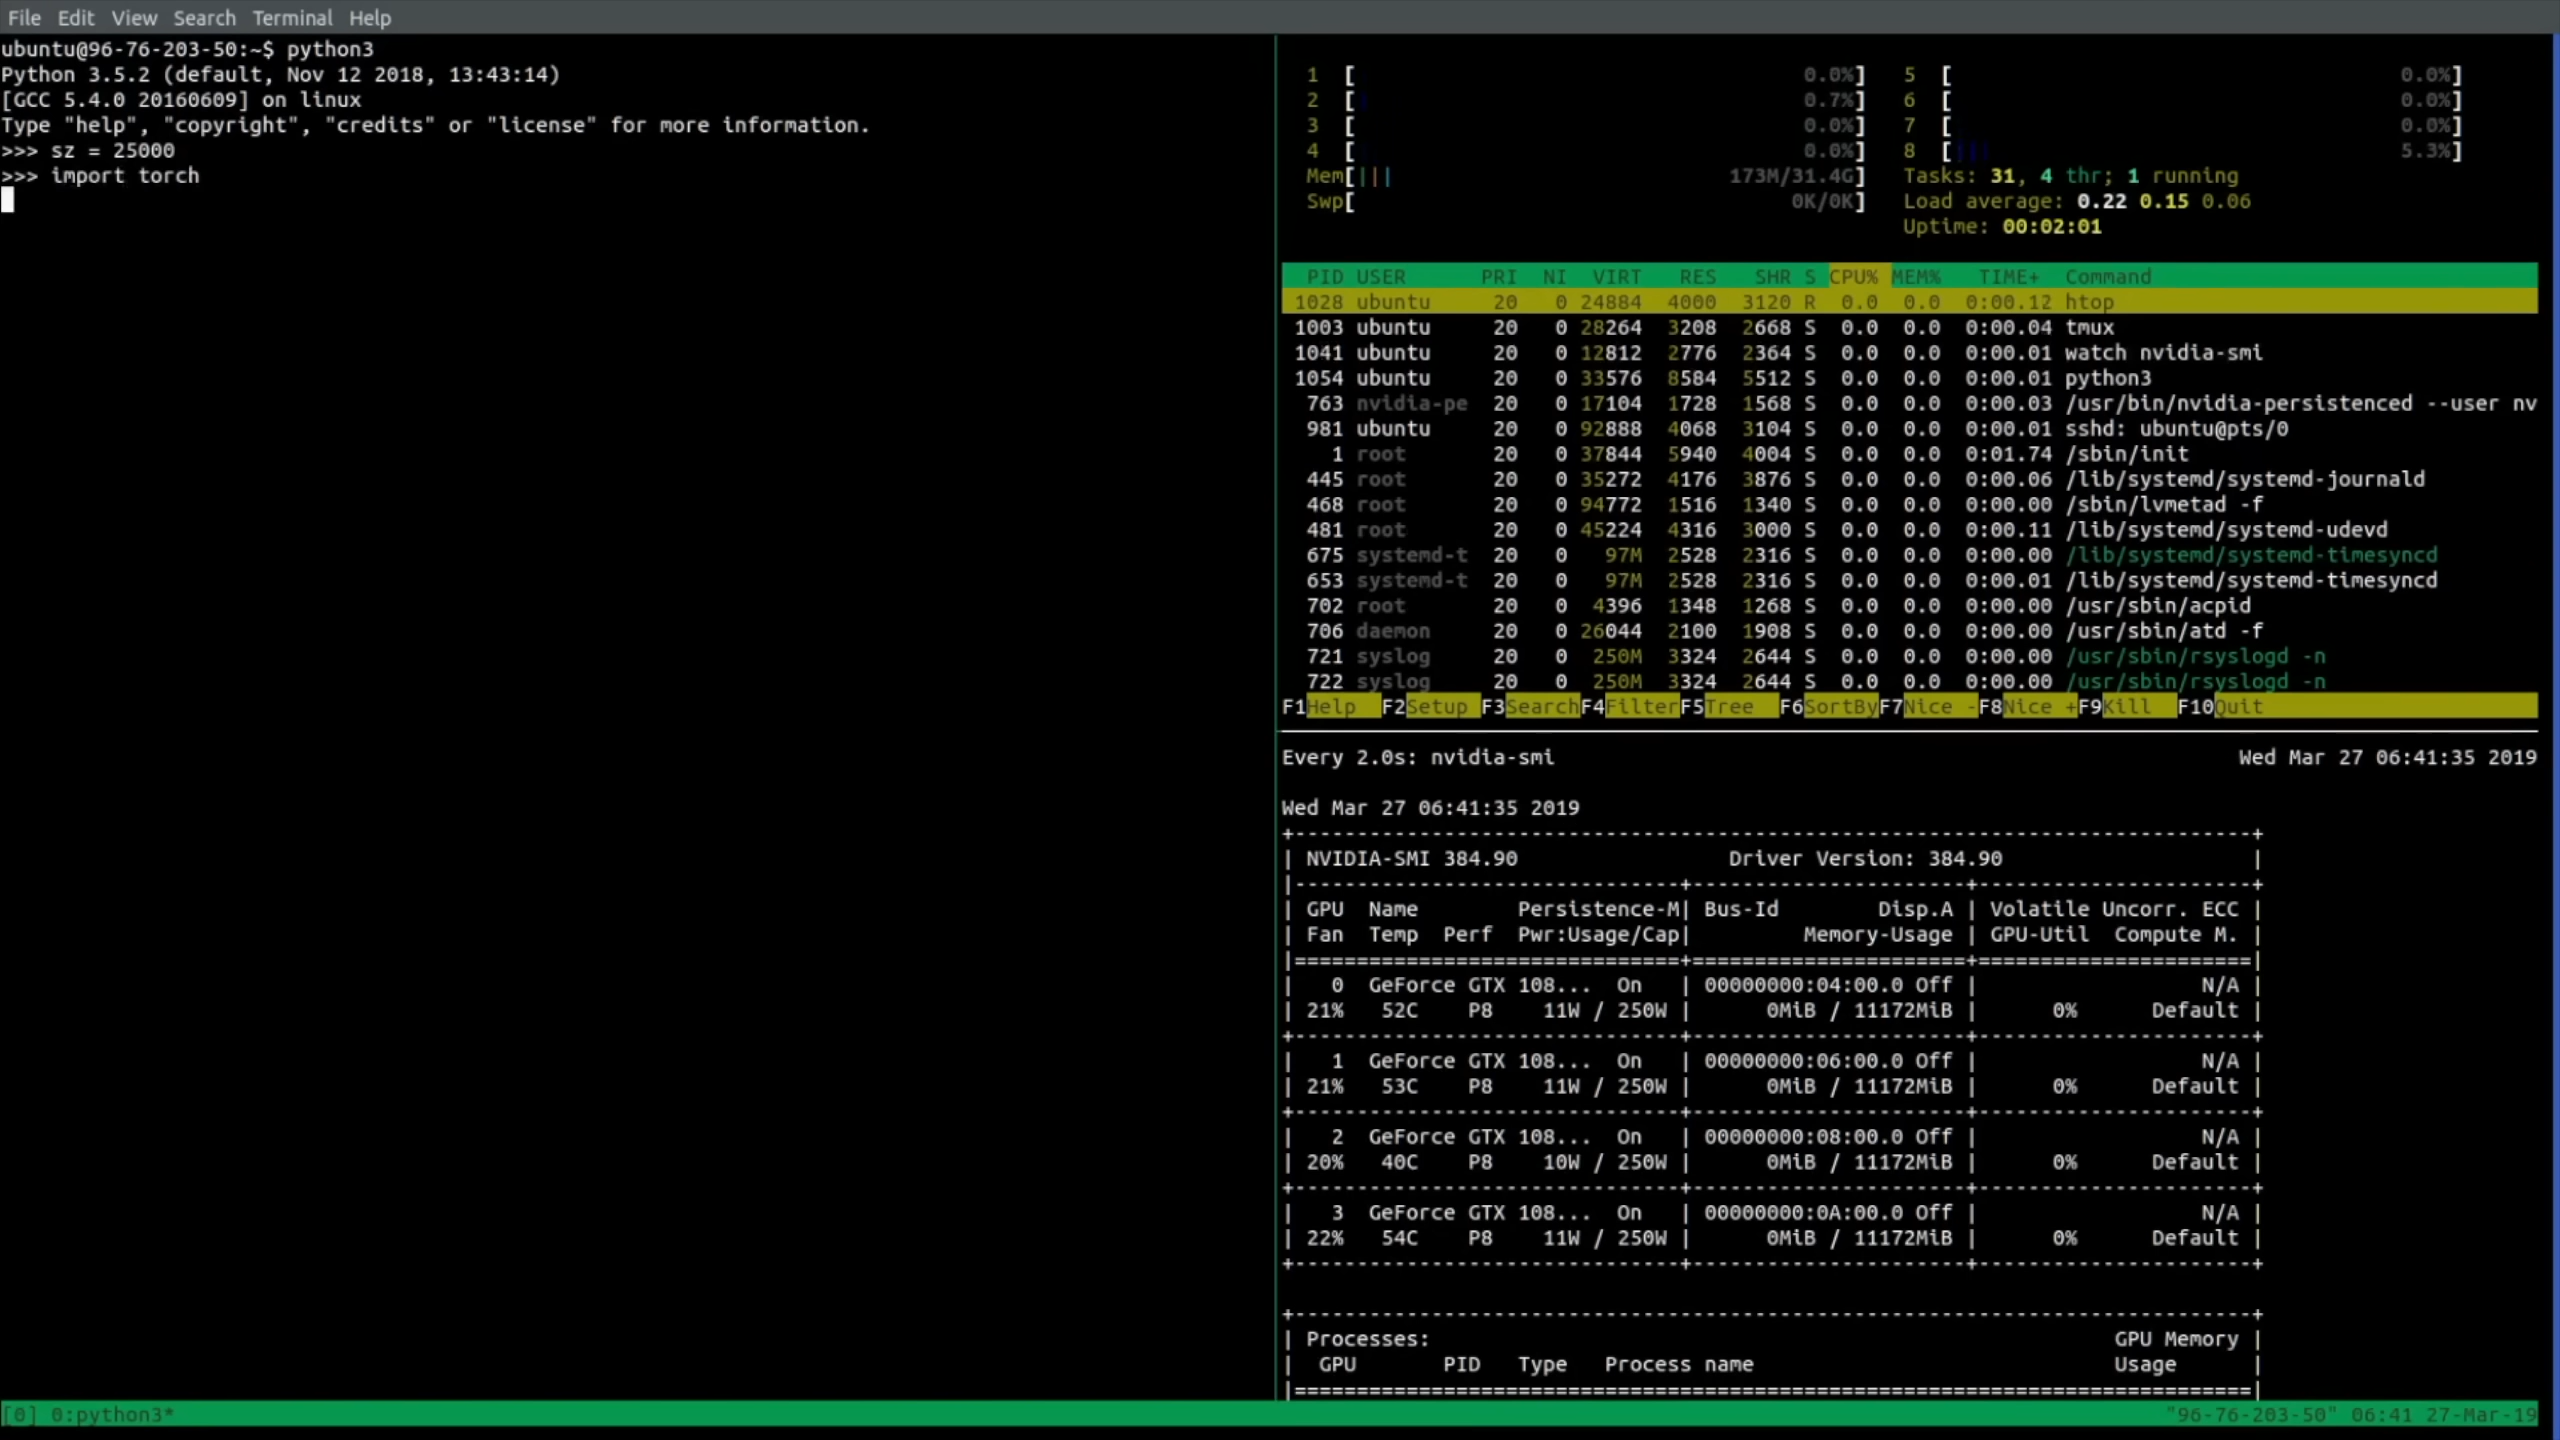 File Edit View Search Terminal Help
ubuntu@96-76-203-50:~$ python3
Python 3.5.2 (default, Nov 12 2018, 13:43:14)
[GCC 5.4.0 20160609] on linux
Type "help", "copyright", "credits" or "license" for more information.
>>> sz = 25000
>>> import torch
1 [ 0.0%] 5 [ 0.0%]
2 [ 0.7%] 6 [ 0.0%]
3 [ 0.0%] 7 [ 0.0%]
4 [ 0.0%] 8 [||| 5.3%]
Mem[||| 173M/31.4G] Tasks: 31, 4 thr; 1 running
Swp[ 0K/0K] Load average: 0.22 0.15 0.06
Uptime: 00:02:01
PID USER PRI NI VIRT RES SHR S CPU% MEM% TIME+ Command
1028 ubuntu 20 0 24884 4000 3120 R 0.0 0.0 0:00.12 htop
1003 ubuntu 20 0 28264 3208 2668 S 0.0 0.0 0:00.04 tmux
1041 ubuntu 20 0 12812 2776 2364 S 0.0 0.0 0:00.01 watch nvidia-smi
1054 ubuntu 20 0 33576 8584 5512 S 0.0 0.0 0:00.01 python3
763 nvidia-pe 20 0 17104 1728 1568 S 0.0 0.0 0:00.03 /usr/bin/nvidia-persistenced --user nv
981 ubuntu 20 0 92888 4068 3104 S 0.0 0.0 0:00.01 sshd: ubuntu@pts/0
1 root 20 0 37844 5940 4004 S 0.0 0.0 0:01.74 /sbin/init
445 root 20 0 35272 4176 3876 S 0.0 0.0 0:00.06 /lib/systemd/systemd-journald
468 root 20 0 94772 1516 1340 S 0.0 0.0 0:00.00 /sbin/lvmetad -f
481 root 20 0 45224 4316 3000 S 0.0 0.0 0:00.11 /lib/systemd/systemd-udevd
675 systemd-t 20 0 97M 2528 2316 S 0.0 0.0 0:00.00 /lib/systemd/systemd-timesyncd
653 systemd-t 20 0 97M 2528 2316 S 0.0 0.0 0:00.01 /lib/systemd/systemd-timesyncd
702 root 20 0 4396 1348 1268 S 0.0 0.0 0:00.00 /usr/sbin/acpid
706 daemon 20 0 26044 2100 1908 S 0.0 0.0 0:00.00 /usr/sbin/atd -f
721 syslog 20 0 250M 3324 2644 S 0.0 0.0 0:00.00 /usr/sbin/rsyslogd -n
722 syslog 20 0 250M 3324 2644 S 0.0 0.0 0:00.00 /usr/sbin/rsyslogd -n
F1Help F2Setup F3SearchF4FilterF5Tree F6SortByF7Nice -F8Nice +F9Kill F10Quit
Every 2.0s: nvidia-smi Wed Mar 27 06:41:35 2019
Wed Mar 27 06:41:35 2019
+-----------------------------------------------------------------------------+
| NVIDIA-SMI 384.90 Driver Version: 384.90 |
|-------------------------------+----------------------+----------------------+
| GPU Name Persistence-M| Bus-Id Disp.A | Volatile Uncorr. ECC |
| Fan Temp Perf Pwr:Usage/Cap| Memory-Usage | GPU-Util Compute M. |
|===============================+======================+======================|
| 0 GeForce GTX 108... On | 00000000:04:00.0 Off | N/A |
| 21% 52C P8 11W / 250W | 0MiB / 11172MiB | 0% Default |
+-------------------------------+----------------------+----------------------+
| 1 GeForce GTX 108... On | 00000000:06:00.0 Off | N/A |
| 21% 53C P8 11W / 250W | 0MiB / 11172MiB | 0% Default |
+-------------------------------+----------------------+----------------------+
| 2 GeForce GTX 108... On | 00000000:08:00.0 Off | N/A |
| 20% 40C P8 10W / 250W | 0MiB / 11172MiB | 0% Default |
+-------------------------------+----------------------+----------------------+
| 3 GeForce GTX 108... On | 00000000:0A:00.0 Off | N/A |
| 22% 54C P8 11W / 250W | 0MiB / 11172MiB | 0% Default |
+-------------------------------+----------------------+----------------------+
+-----------------------------------------------------------------------------+
| Processes: GPU Memory |
| GPU PID Type Process name Usage |
|=============================================================================|
[0] 0:python3* "96-76-203-50" 06:41 27-Mar-19